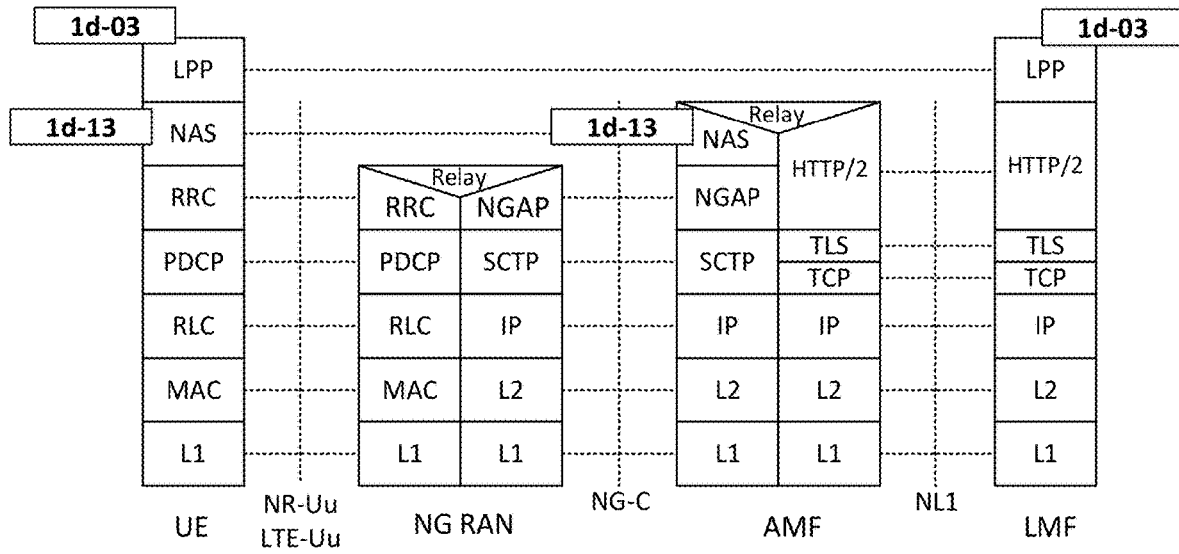 1d-03
1d-03
LPP
LPP
1d-13
NAS
1d-13
Relay
NAS
HTTP/2
HTTP/2
Relay
RRC
RRC
NGAP
NGAP
PDCP
PDCP
SCTP
SCTP
TLS
TLS
TCP
TCP
RLC
RLC
IP
IP
IP
IP
MAC
MAC
L2
L2
L2
L2
L1
L1
L1
L1
L1
L1
NR-Uu
LTE-Uu
NG-C
NL1
UE
NG RAN
AMF
LMF